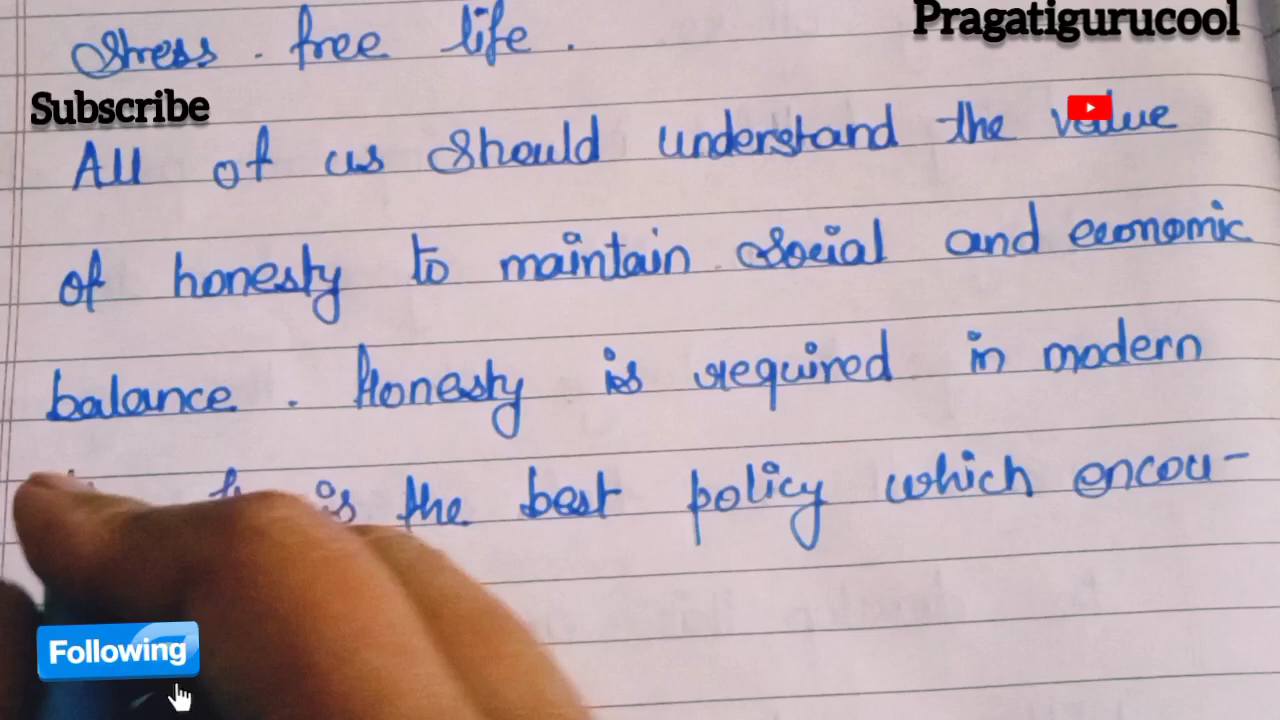 Pragatigurucool
Stress. free life.
Subscribe
All of us should understand the value
of honesty to maintain social and economic
balance. Honesty is required in modern
is the best policy which encou-
Following